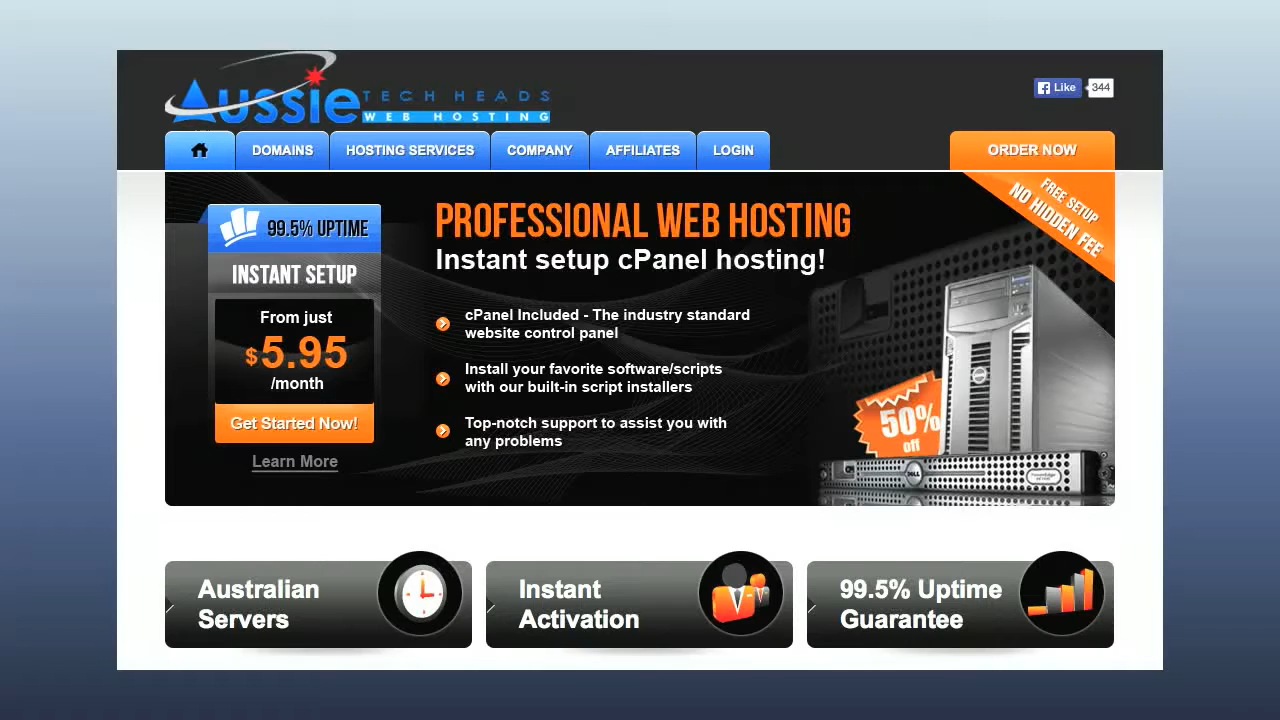 Aussie TECH HEADS
WEB HOSTING
Like 344
DOMAINS
HOSTING SERVICES
COMPANY
AFFILIATES
LOGIN
ORDER NOW
FREE SETUP
NO HIDDEN FEE
99.5% UPTIME
INSTANT SETUP
From just
$5.95
/month
Get Started Now!
Learn More
PROFESSIONAL WEB HOSTING
Instant setup cPanel hosting!
cPanel Included - The industry standard
website control panel
Install your favorite software/scripts
with our built-in script installers
Top-notch support to assist you with
any problems
50%
off
DELL
Australian
Servers
Instant
Activation
99.5% Uptime
Guarantee